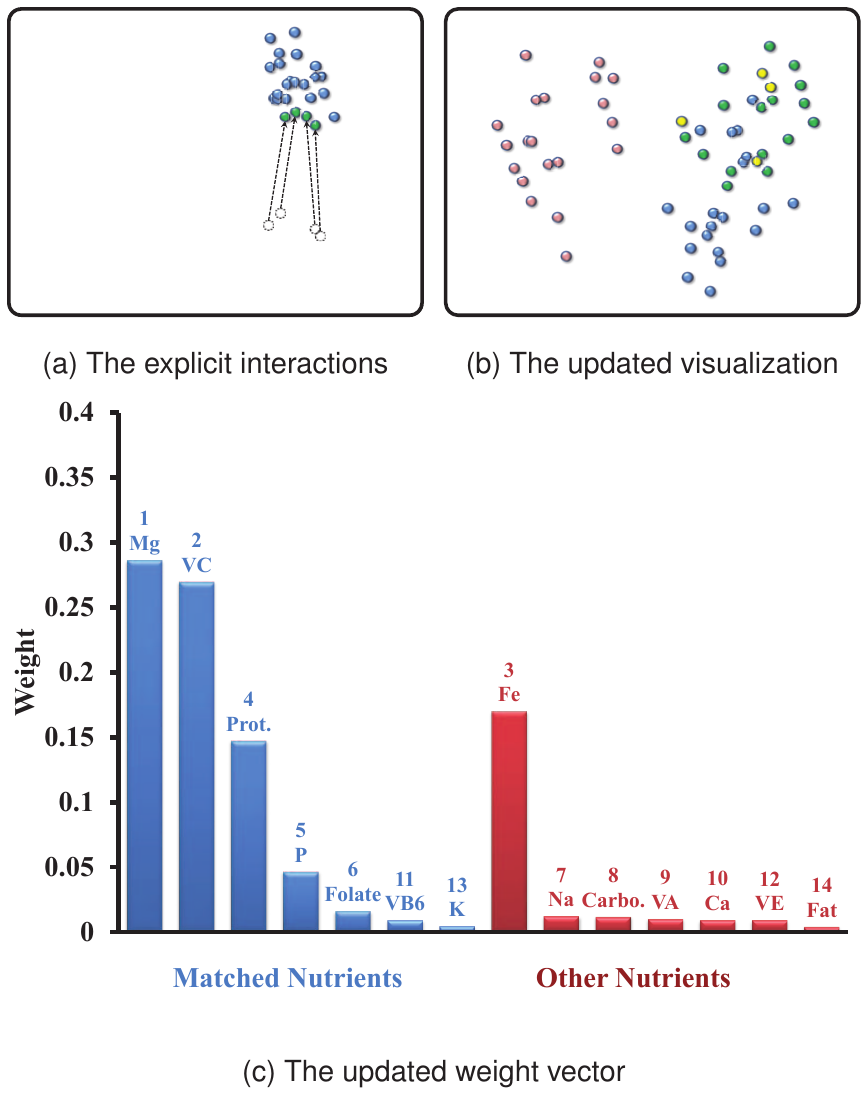 (a) The explicit interactions
(b) The updated visualization
0.4
0.35
0.3
0.25
0.2
0.15
0.1
0.05
0
Weight
1
Mg
2
VC
4
Prot.
5
P
6
Folate
11
VB6
13
K
3
Fe
7
Na
8
Carbo.
9
VA
10
Ca
12
VE
14
Fat
Matched Nutrients
Other Nutrients
(c) The updated weight vector